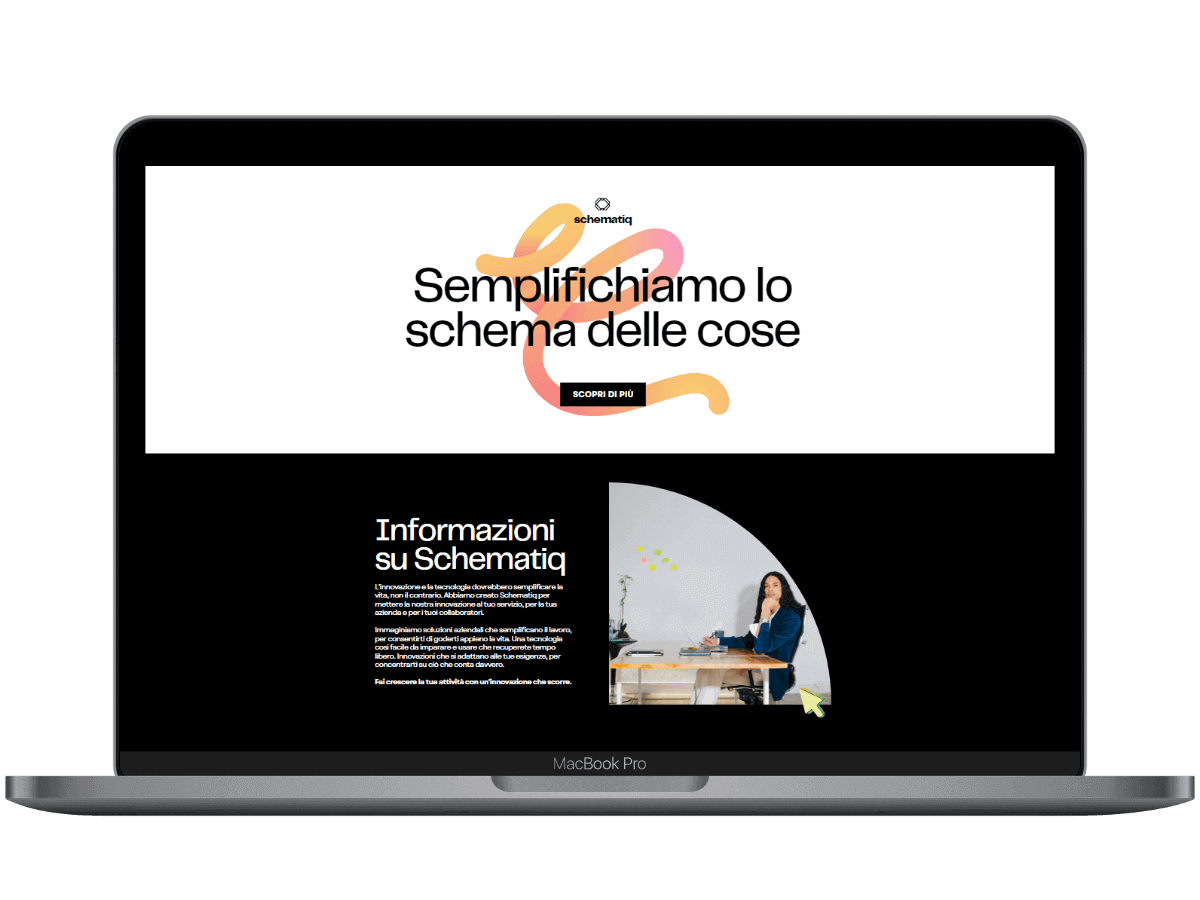 schematiq
Semplifichiamo lo
schema delle cose
SCOPRI DI PIÙ
Informazioni
su Schematiq
L'innovazione e la tecnologia dovrebbero semplificare la
vita, non il contrario. Abbiamo creato Schematiq per
mettere la nostra innovazione al tuo servizio, per la tua
azienda e per i tuoi collaboratori.
Immaginiamo soluzioni aziendali che semplificano il lavoro,
per consentirti di goderti appieno la vita. Una tecnologia
così facile da imparare e usare che recuperete tempo
libero. Innovazioni che si adattano alle tue esigenze, per
concentrarti su ciò che conta davvero.
Fai crescere la tua attività con un'innovazione che scorre.
MacBook Pro